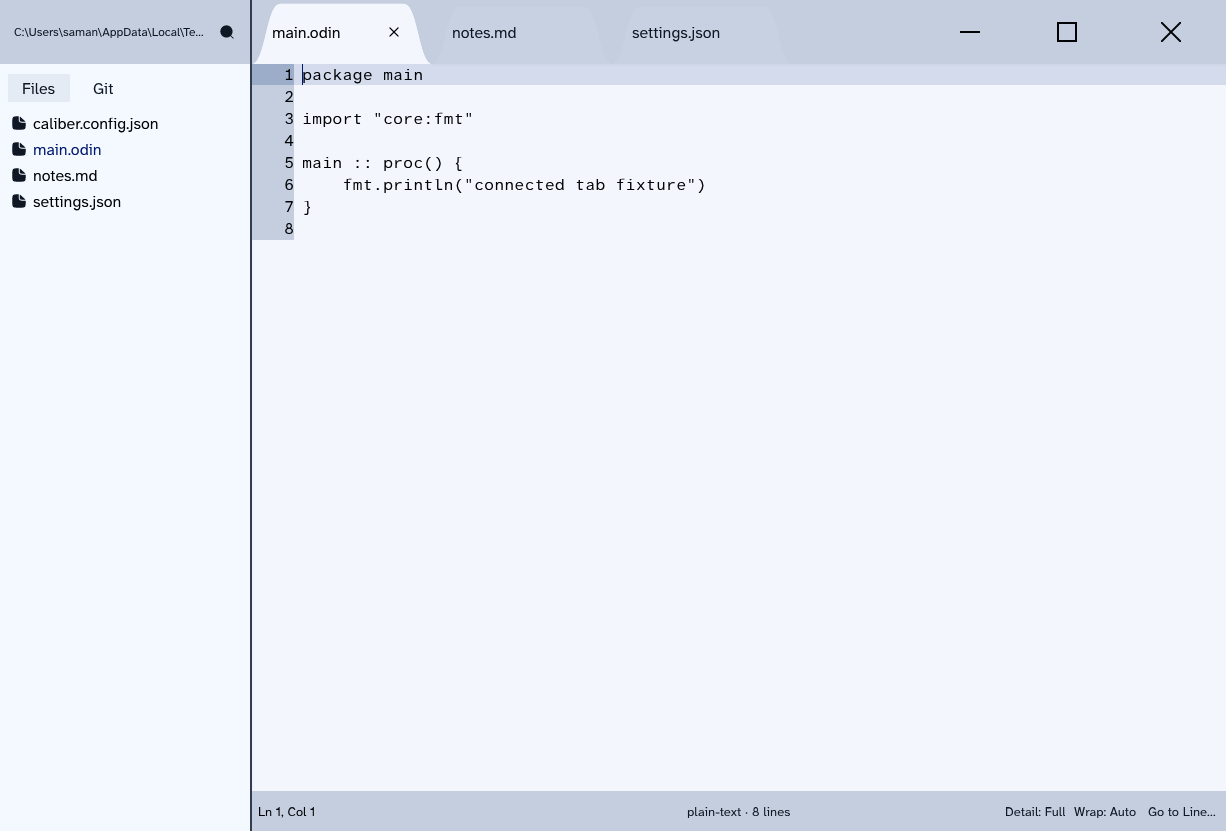 C:\Users\saman\AppData\Local\Te...
main.odin
notes.md
settings.json
Files
Git
caliber.config.json
main.odin
notes.md
settings.json
1 package main
2
3 import "core:fmt"
4
5 main :: proc() {
6     fmt.println("connected tab fixture")
7 }
8
Ln 1, Col 1
plain-text · 8 lines
Detail: Full
Wrap: Auto
Go to Line...